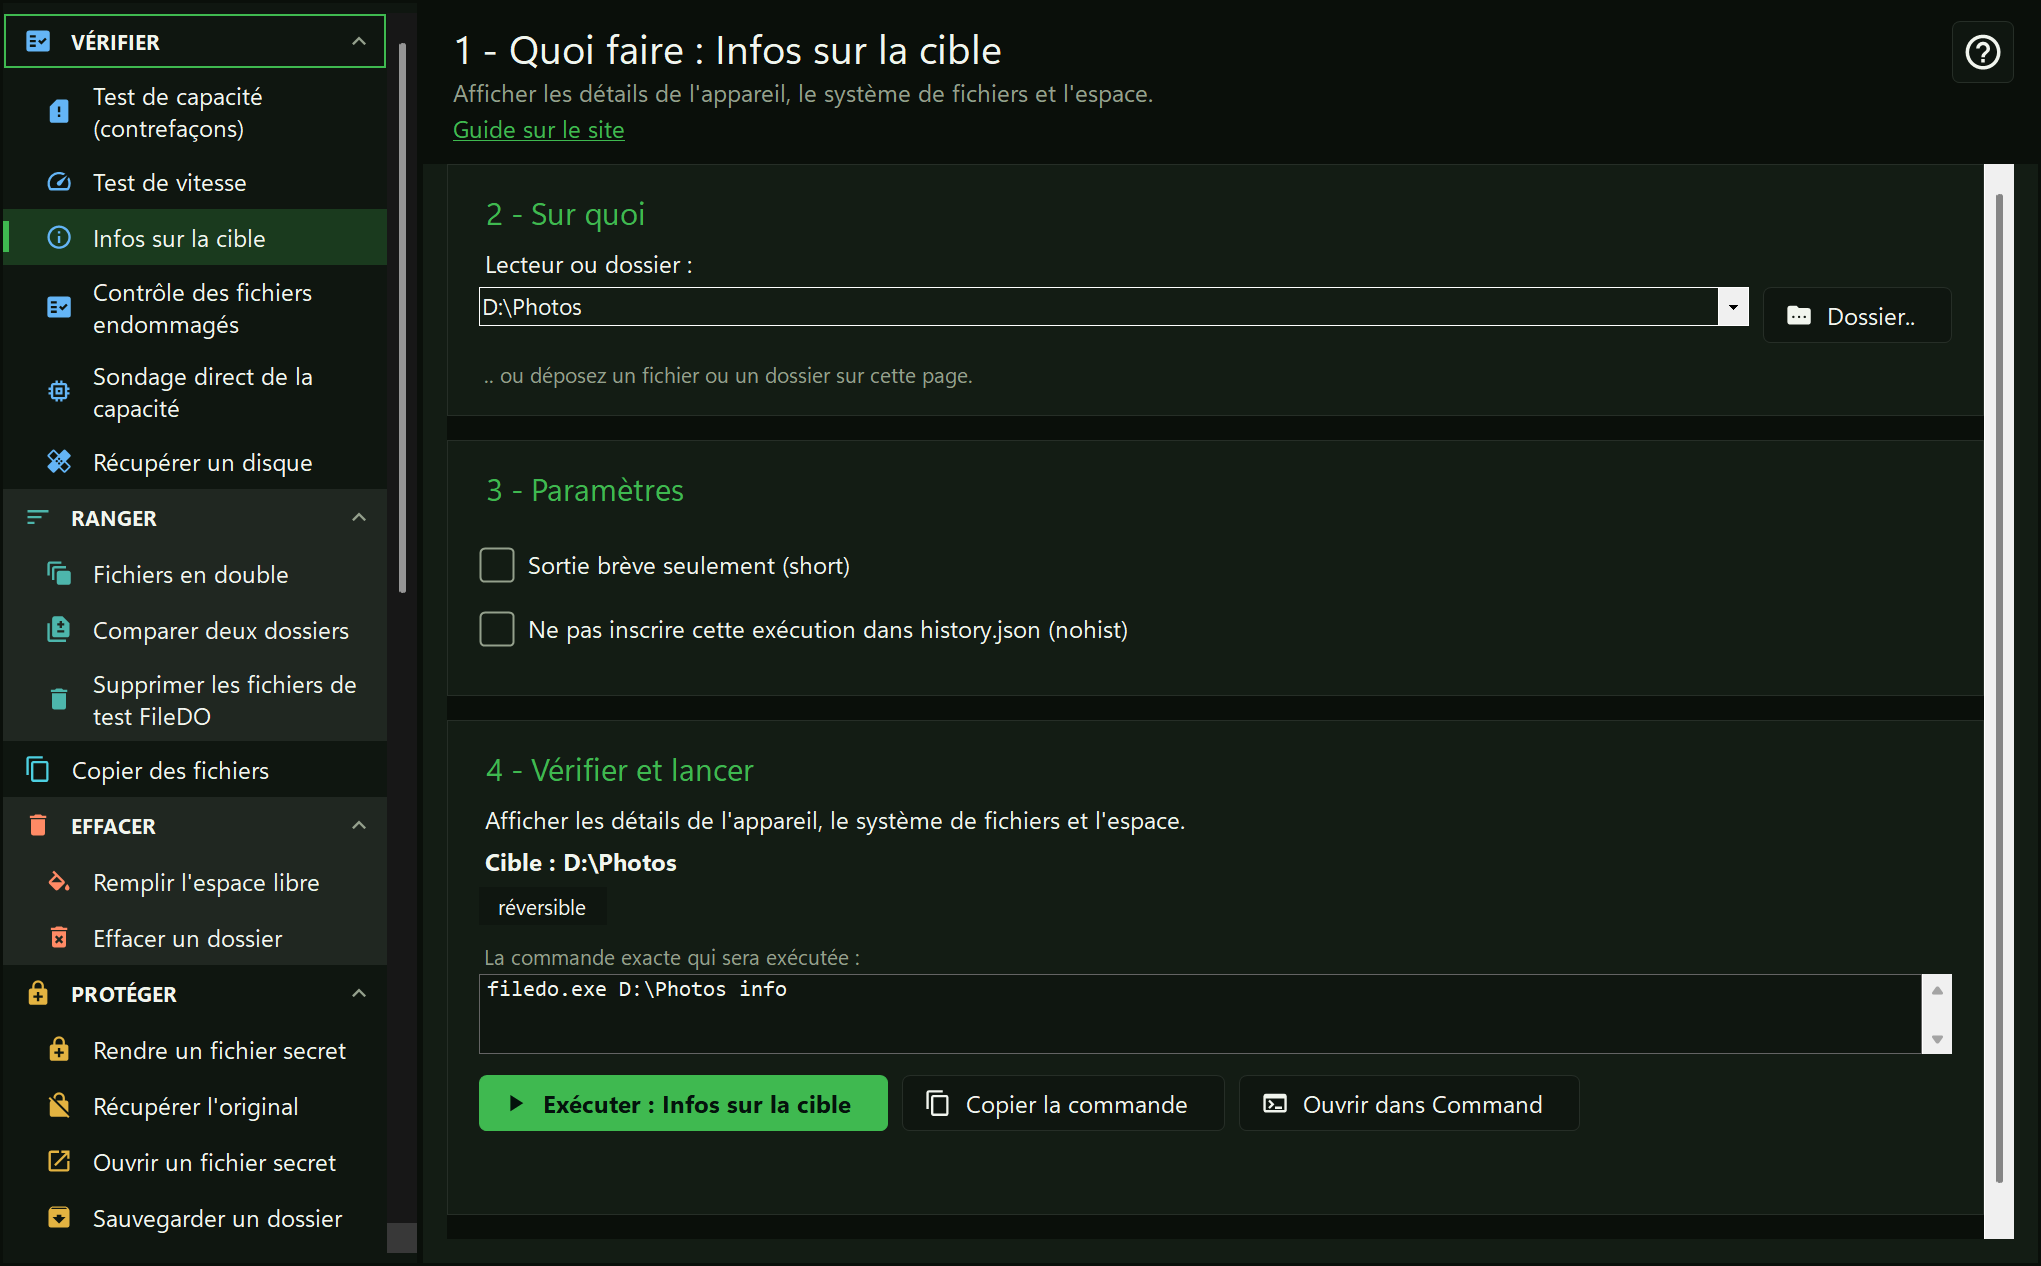 VÉRIFIER
Test de capacité
(contrefaçons)
Test de vitesse
Infos sur la cible
Contrôle des fichiers
endommagés
Sondage direct de la
capacité
Récupérer un disque
RANGER
Fichiers en double
Comparer deux dossiers
Supprimer les fichiers de
test FileDO
Copier des fichiers
EFFACER
Remplir l'espace libre
Effacer un dossier
PROTÉGER
Rendre un fichier secret
Récupérer l'original
Ouvrir un fichier secret
Sauvegarder un dossier
1 - Quoi faire : Infos sur la cible
Afficher les détails de l'appareil, le système de fichiers et l'espace.
Guide sur le site
2 - Sur quoi
Lecteur ou dossier :
D:\Photos
Dossier..
.. ou déposez un fichier ou un dossier sur cette page.
3 - Paramètres
Sortie brève seulement (short)
Ne pas inscrire cette exécution dans history.json (nohist)
4 - Vérifier et lancer
Afficher les détails de l'appareil, le système de fichiers et l'espace.
Cible : D:\Photos
réversible
La commande exacte qui sera exécutée :
filedo.exe D:\Photos info
Exécuter : Infos sur la cible
Copier la commande
Ouvrir dans Command